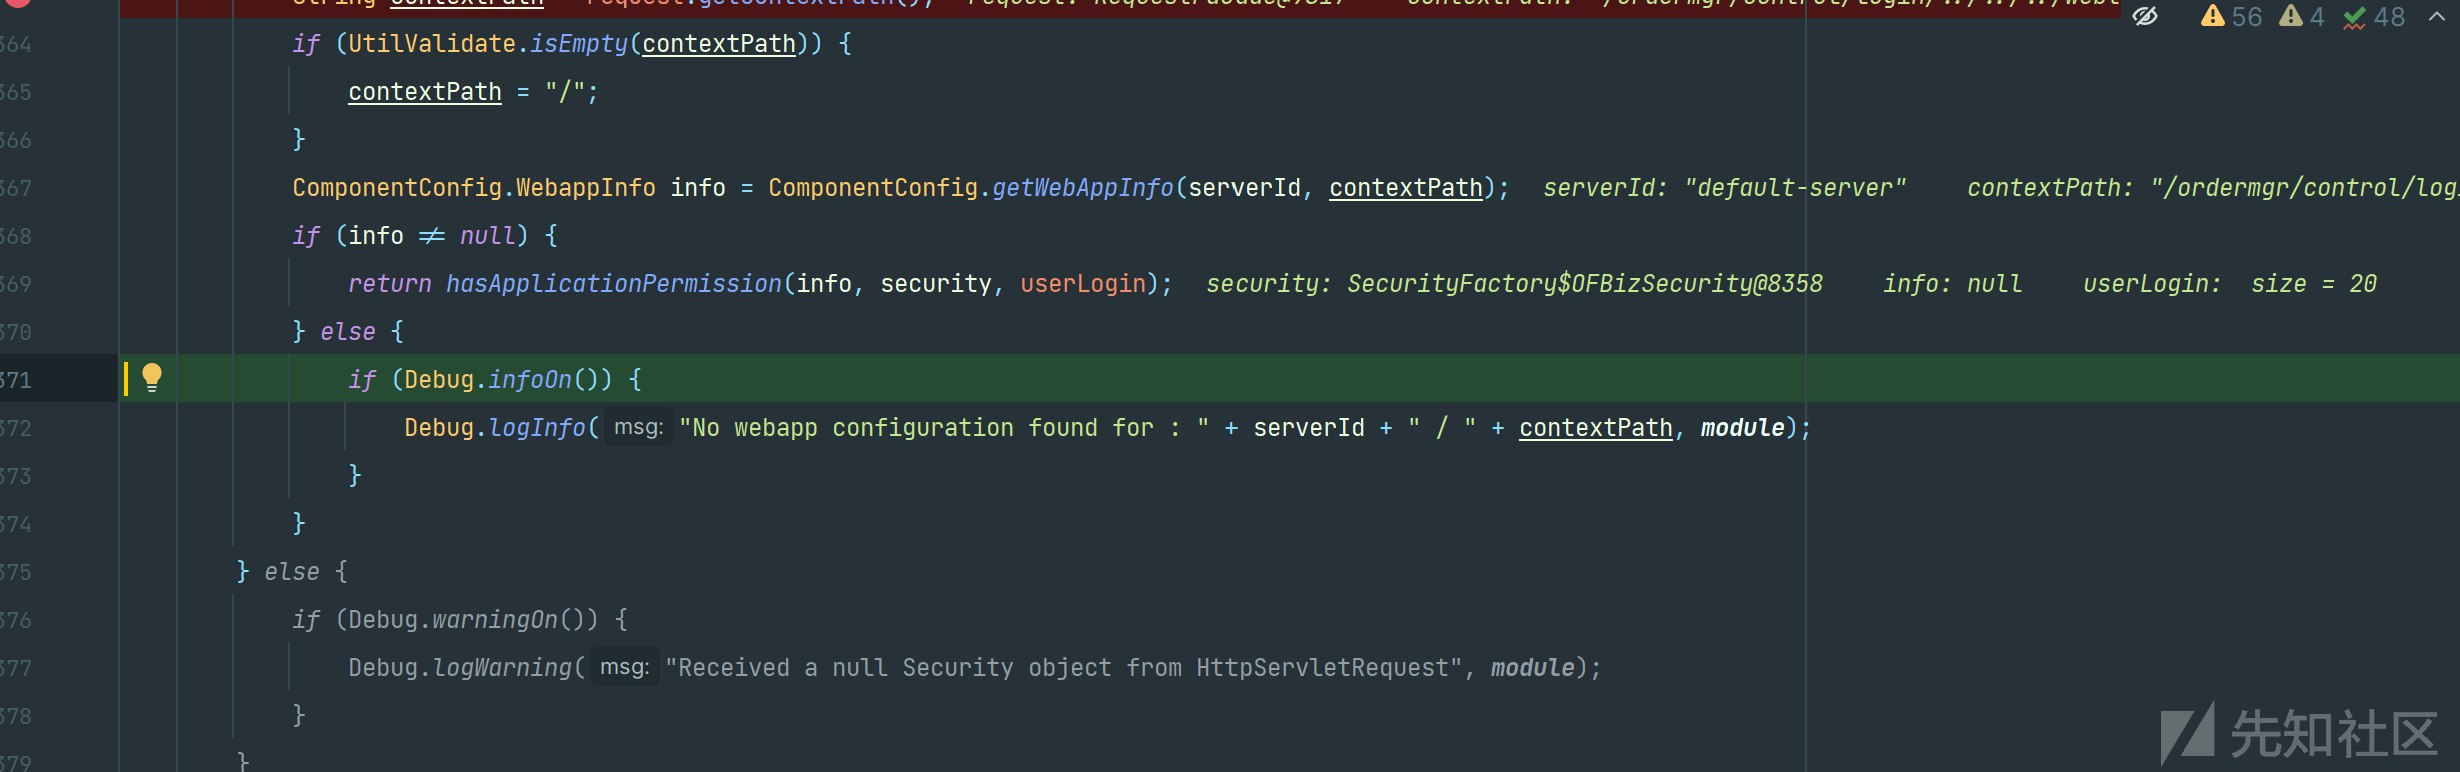 String contextPath = request.getContextPath(); request: RequestFacade@9317 contextPath: "/ordermgr/control/login/../../../webt
56 4 48
364 if (UtilValidate.isEmpty(contextPath)) {
365 contextPath = "/";
366 }
367 ComponentConfig.WebappInfo info = ComponentConfig.getWebAppInfo(serverId, contextPath); serverId: "default-server" contextPath: "/ordermgr/control/logi
368 if (info ≠ null) {
369 return hasApplicationPermission(info, security, userLogin); security: SecurityFactory$OFBizSecurity@8358 info: null userLogin: size = 20
370 } else {
371 if (Debug.infoOn()) {
372 Debug.logInfo( msg: "No webapp configuration found for : " + serverId + " / " + contextPath, module);
373 }
374 }
375 } else {
376 if (Debug.warningOn()) {
377 Debug.logWarning( msg: "Received a null Security object from HttpServletRequest", module);
378 }
379 }
先知社区